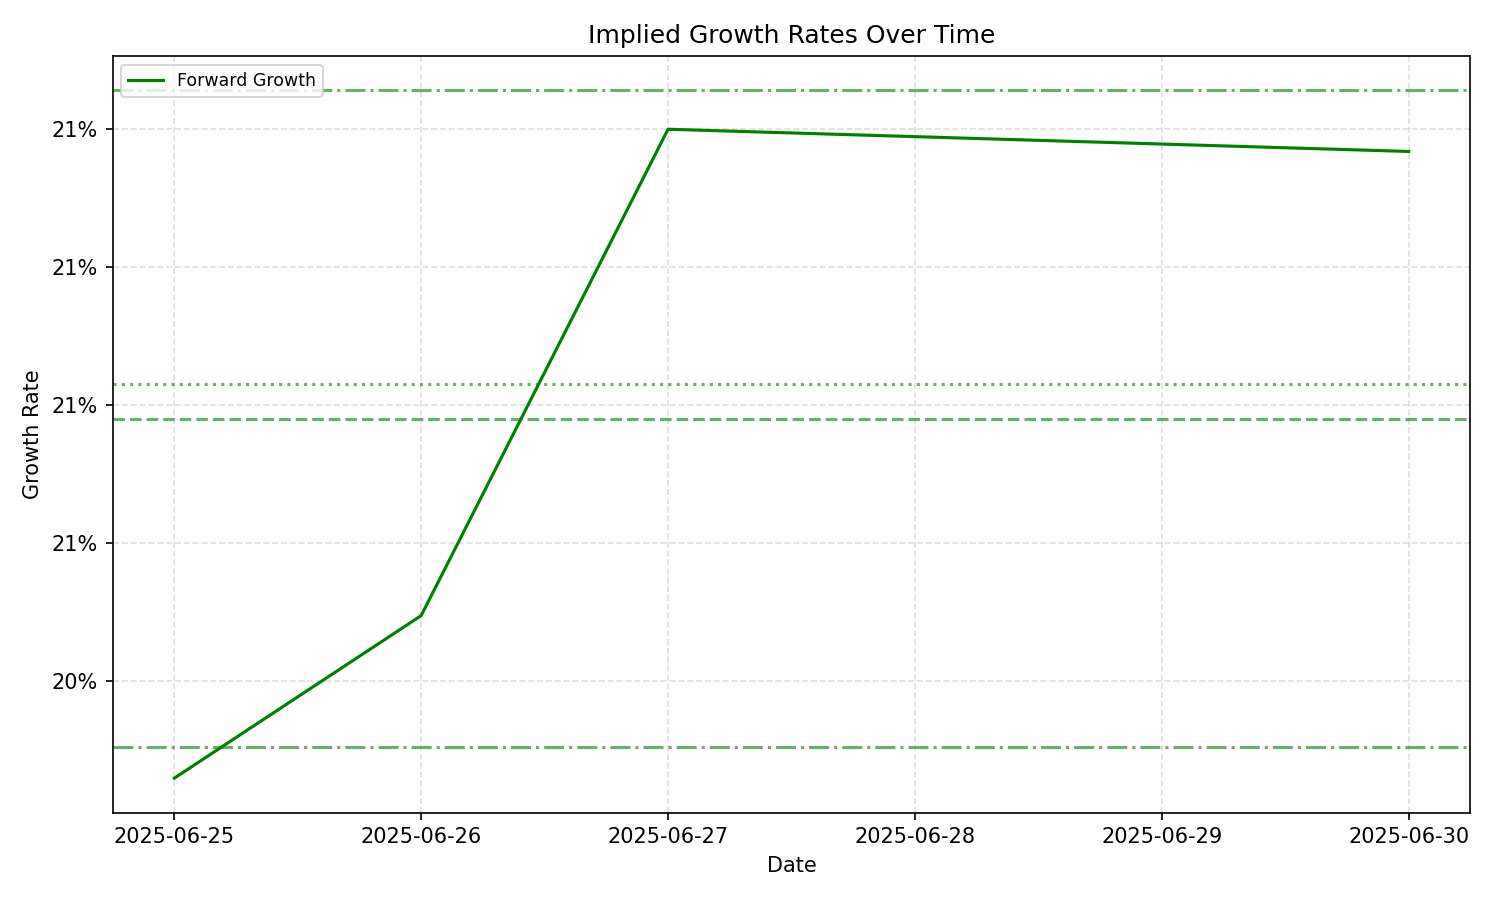 Implied Growth Rates Over Time
Forward Growth
21%
21%
21%
21%
20%
Growth Rate
2025-06-25
2025-06-26
2025-06-27
2025-06-28
2025-06-29
2025-06-30
Date